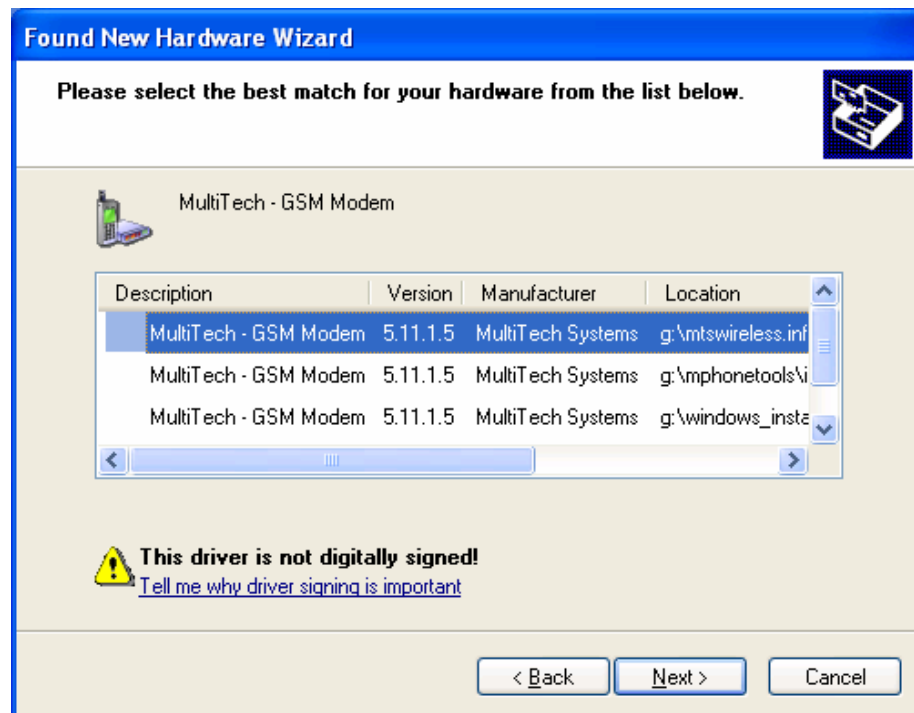 Found New Hardware Wizard
Please select the best match for your hardware from the list below.
MultiTech - GSM Modem
Description Version Manufacturer Location
MultiTech - GSM Modem 5.11.1.5 MultiTech Systems g:\mtswireless.inf
MultiTech - GSM Modem 5.11.1.5 MultiTech Systems g:\mphonetools\i
MultiTech - GSM Modem 5.11.1.5 MultiTech Systems g:\windows_insta
This driver is not digitally signed!
Tell me why driver signing is important
< Back Next > Cancel